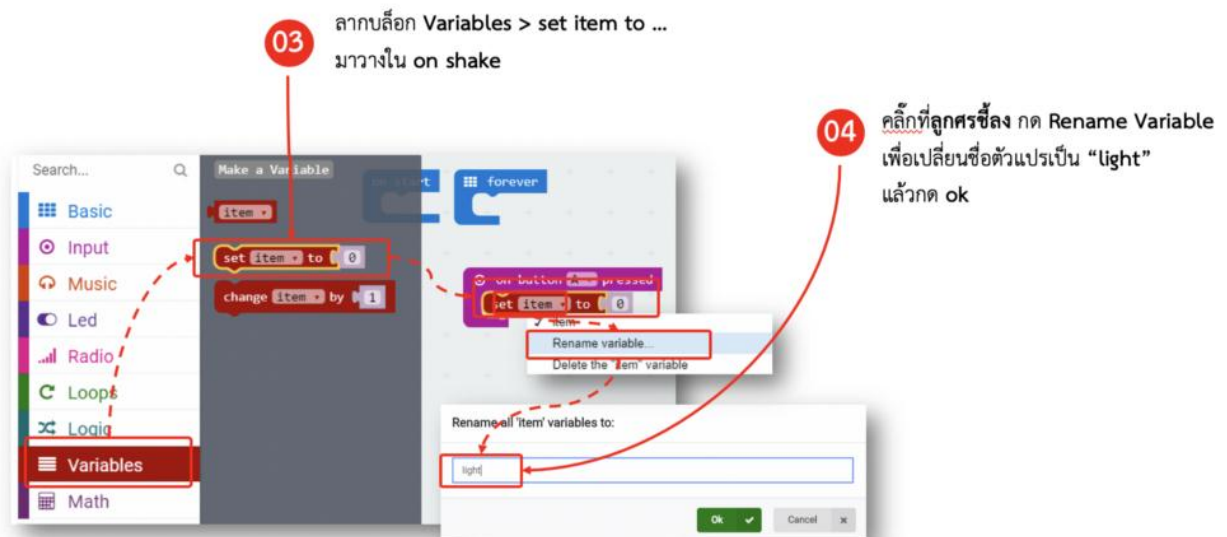 03
ลากบล็อก Variables > set item to ...
มาวางใน on shake
04
คลิ๊กที่ลูกศรชี้ลง กด Rename Variable
เพื่อเปลี่ยนชื่อตัวแปรเป็น “light”
แล้วกด ok
Search...
Basic
Input
Music
Led
Radio
Loops
Logic
Variables
Math
Make a Variable
item
set item to 0
change item by 1
on start
forever
on button A pressed
set item to 0
item
Rename variable...
Delete the "item" variable
Rename all 'item' variables to:
light
Ok
Cancel